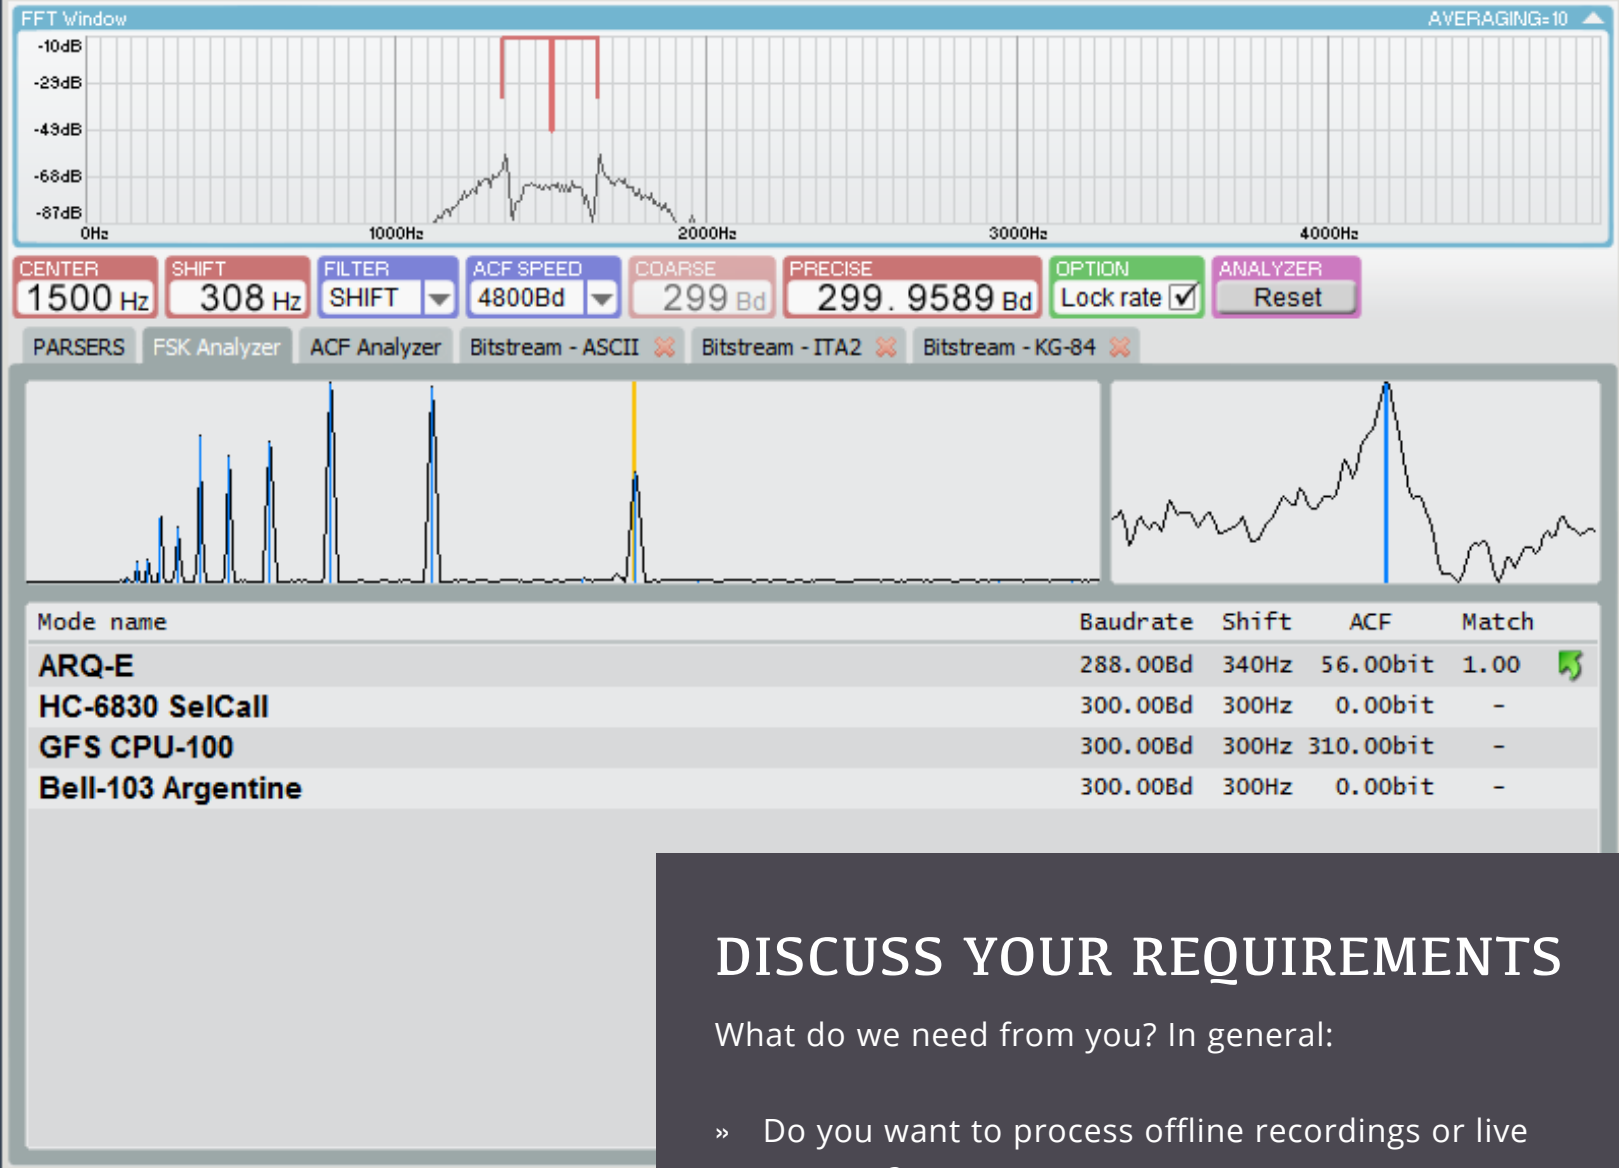 FFT Window AVERAGING=10
-10dB
-29dB
-49dB
-68dB
-87dB
0Hz 1000Hz 2000Hz 3000Hz 4000Hz
CENTER SHIFT FILTER ACF SPEED COARSE PRECISE OPTION ANALYZER
1500 Hz 308 Hz SHIFT 4800Bd 299 Bd 299.9589 Bd Lock rate Reset
PARSERS FSK Analyzer ACF Analyzer Bitstream - ASCII Bitstream - ITA2 Bitstream - KG-84
Mode name Baudrate Shift ACF Match
ARQ-E 288.00Bd 340Hz 56.00bit 1.00
HC-6830 SelCall 300.00Bd 300Hz 0.00bit -
GFS CPU-100 300.00Bd 300Hz 310.00bit -
Bell-103 Argentine 300.00Bd 300Hz 0.00bit -
DISCUSS YOUR REQUIREMENTS
What do we need from you? In general:
» Do you want to process offline recordings or live